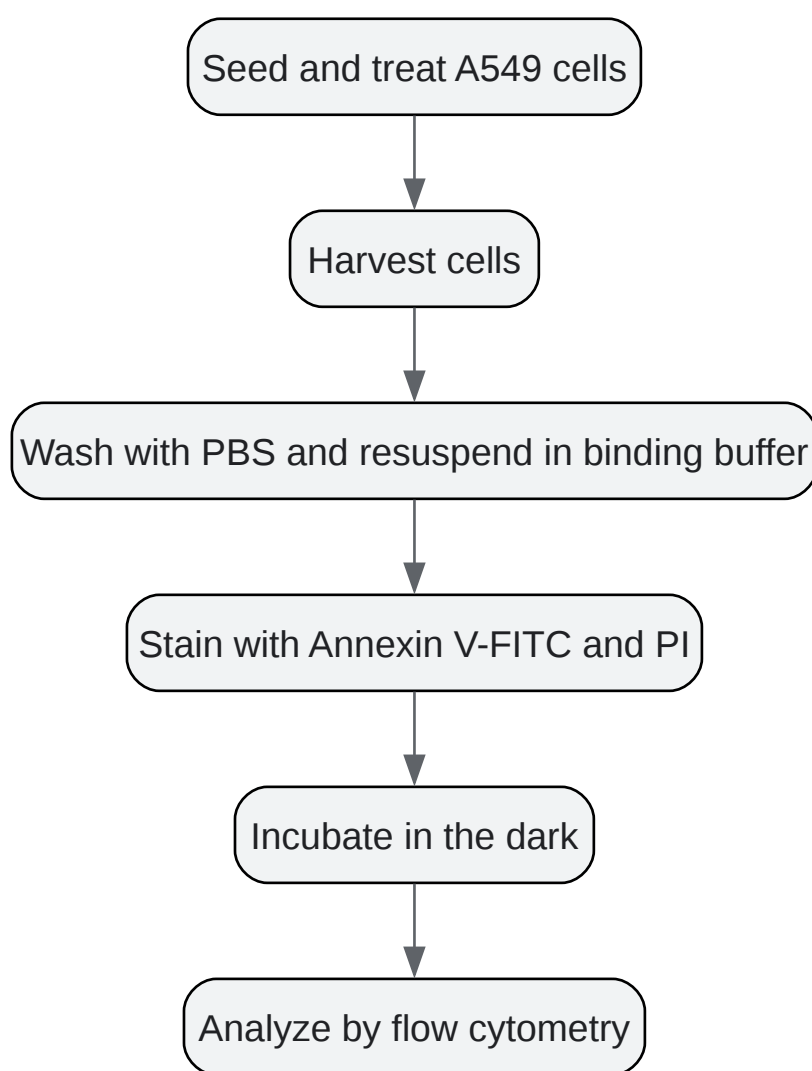 Seed and treat A549 cells
Harvest cells
Wash with PBS and resuspend in binding buffer
Stain with Annexin V-FITC and PI
Incubate in the dark
Analyze by flow cytometry